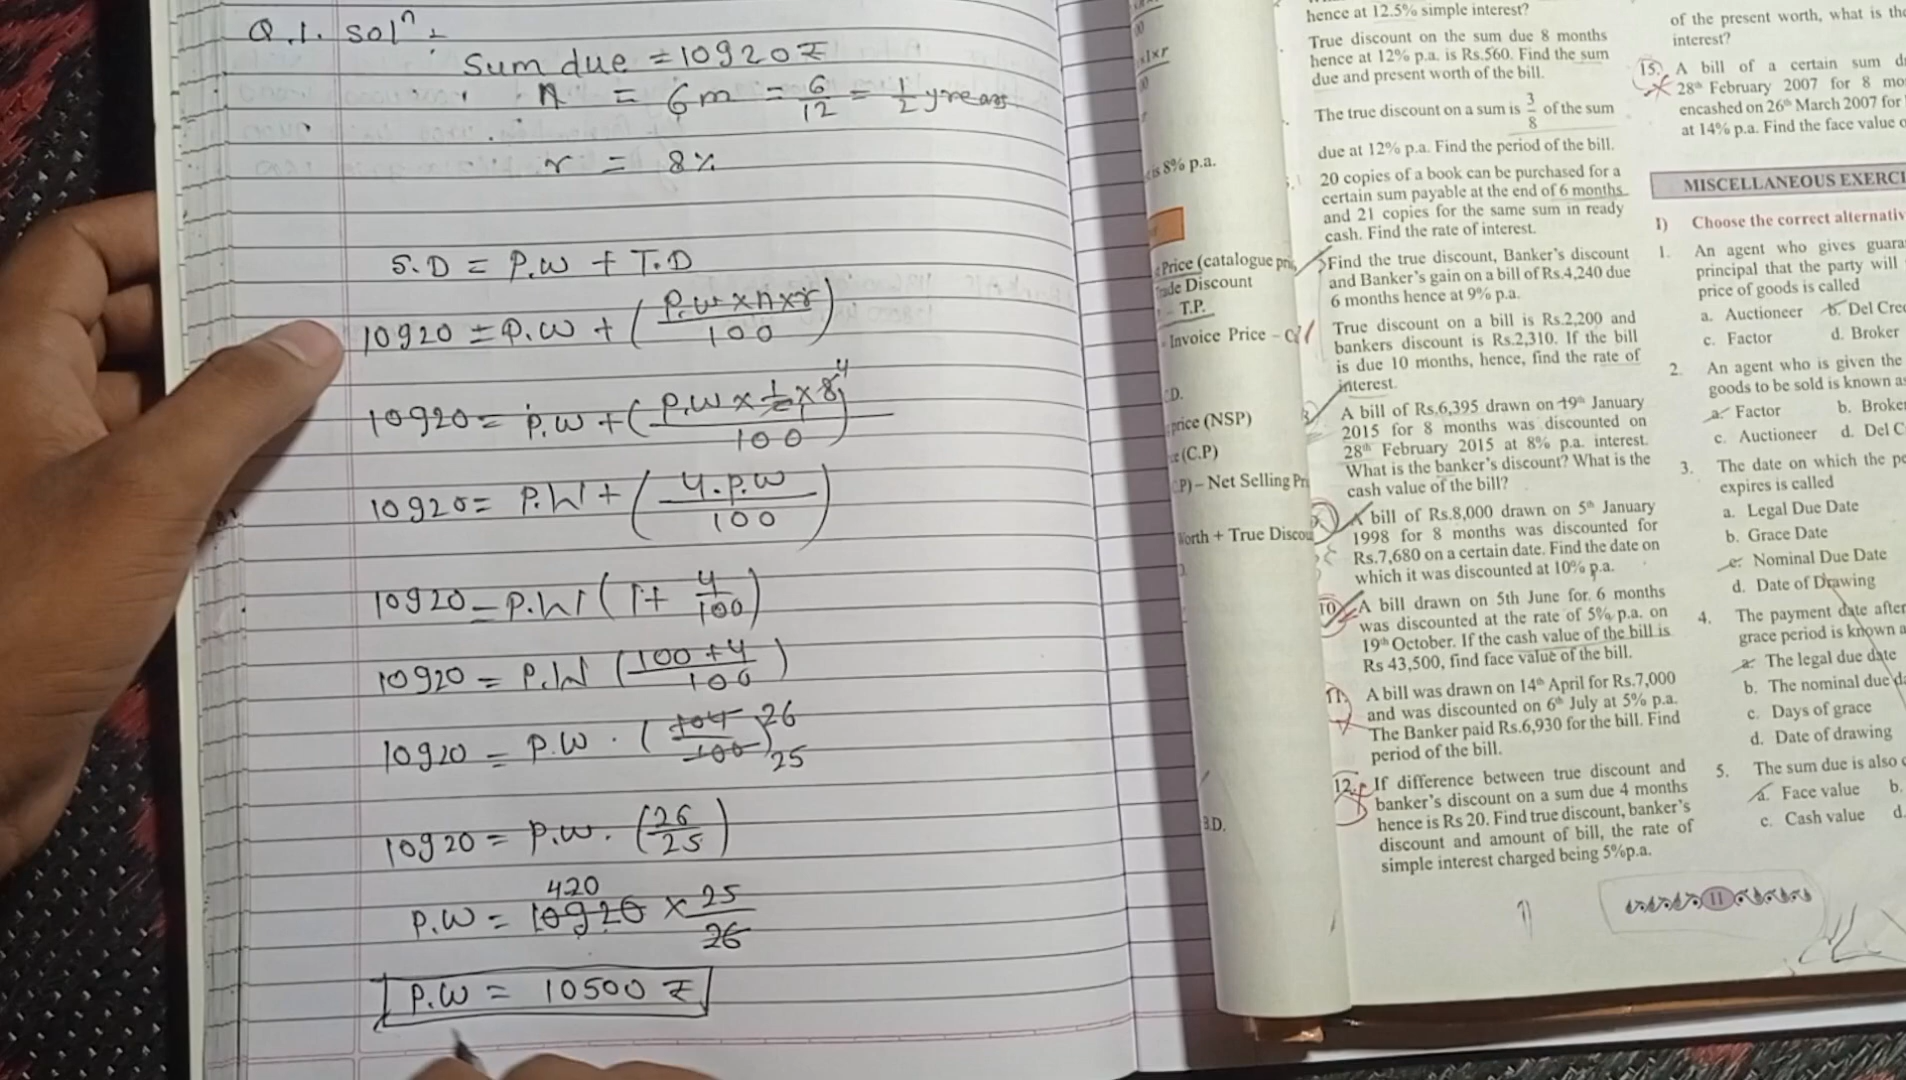 Q.1. solⁿ :
Sum due = 10920 ₹
n = 6m = 6/12 = 1/2 yrears
r = 8%
S.D = P.W + T.D
10920 = P.W + (P.W×n×r/100)
10920 = P.W + (P.W × 1/2 × 8 4/100)
10920 = P.W + (4.P.W/100)
10920 = P.W (1 + 4/100)
10920 = P.W (100 + 4/100)
10920 = P.W . (104/100) 26/25
10920 = P.W. (26/25)
420
P.W = 10920 × 25/26
P.W = 10500 ₹
is 8% p.a.
Price (catalogue
Discount
T.P.
Invoice Price -
price (NSP)
(C.P)
- Net Selling
Worth + True
B.D.
hence at 12.5% simple interest?
True discount on the sum due 8 months
hence at 12% p.a. is Rs.560. Find the sum
due and present worth of the bill.
The true discount on a sum is 3/8 of the sum
due at 12% p.a. Find the period of the bill.
20 copies of a book can be purchased for a
certain sum payable at the end of 6 months
and 21 copies for the same sum in ready
cash. Find the rate of interest.
Find the true discount, Banker's discount
and Banker's gain on a bill of Rs.4,240 due
6 months hence at 9% p.a.
True discount on a bill is Rs.2,200 and
bankers discount is Rs.2,310. If the bill
is due 10 months, hence, find the rate of
interest.
A bill of Rs.6,395 drawn on 19th January
2015 for 8 months was discounted on
28th February 2015 at 8% p.a. interest.
What is the banker's discount? What is the
cash value of the bill?
A bill of Rs.8,000 drawn on 5th January
1998 for 8 months was discounted for
Rs.7,680 on a certain date. Find the date on
which it was discounted at 10% p.a.
10. A bill drawn on 5th June for 6 months
was discounted at the rate of 5% p.a. on
19th October. If the cash value of the bill is
Rs 43,500, find face value of the bill.
11. A bill was drawn on 14th April for Rs.7,000
and was discounted on 6th July at 5% p.a.
The Banker paid Rs.6,930 for the bill. Find
period of the bill.
12. If difference between true discount and
banker's discount on a sum due 4 months
hence is Rs 20. Find true discount, banker's
discount and amount of bill, the rate of
simple interest charged being 5%p.a.
of the present worth, what is the
interest?
15. A bill of a certain sum
28th February 2007 for 8
encashed on 26th March 2007 for
at 14% p.a. Find the face value
MISCELLANEOUS
I) Choose the correct
1. An agent who gives
principal that the party will
price of goods is called
a. Auctioneer b. Del
c. Factor d. Broker
2. An agent who is given the
goods to be sold is known
a. Factor b.
c. Auctioneer d. Del
3. The date on which the
expires is called
a. Legal Due Date
b. Grace Date
c. Nominal Due Date
d. Date of Drawing
4. The payment date after
grace period is known
a. The legal due date
b. The nominal due
c. Days of grace
d. Date of drawing
5. The sum due is also
a. Face value b.
c. Cash value d.
11